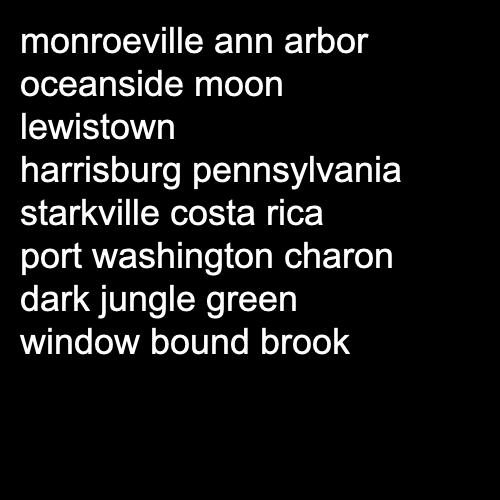 monroeville ann arbor
oceanside moon
lewistown
harrisburg pennsylvania
starkville costa rica
port washington charon
dark jungle green
window bound brook